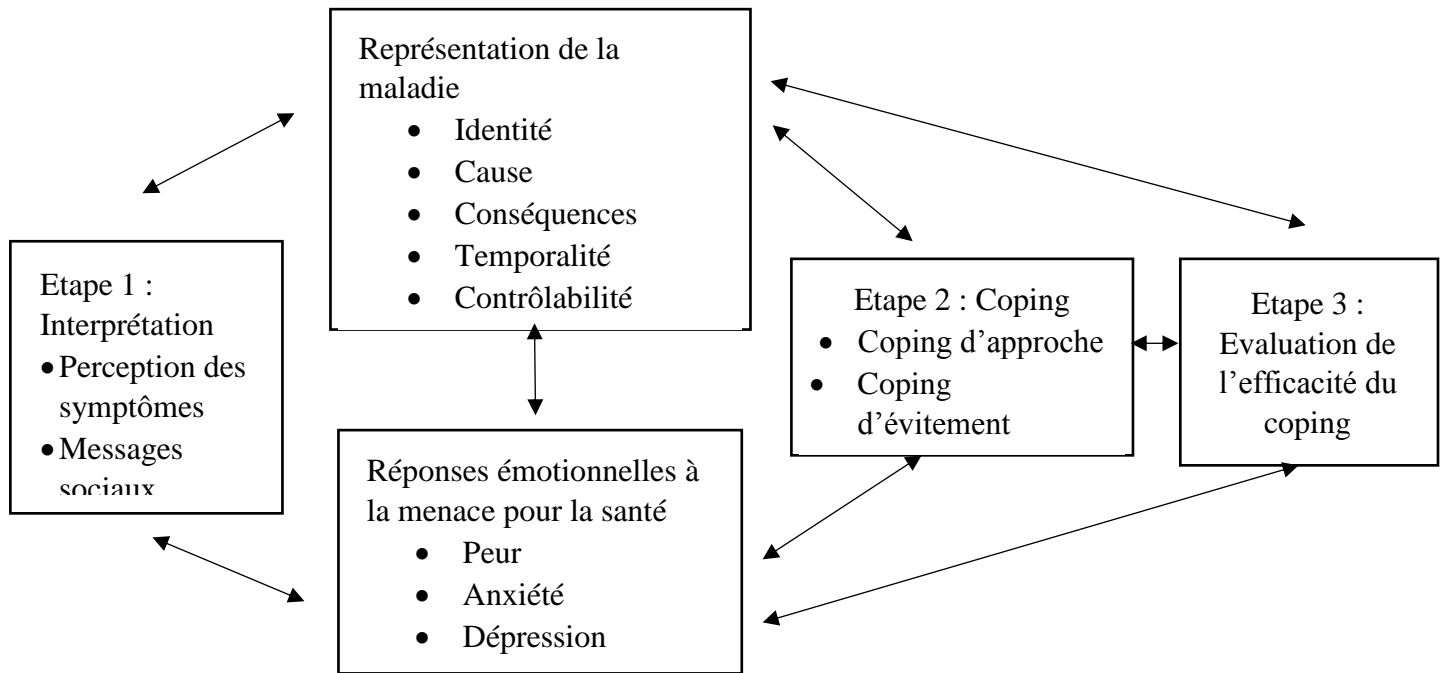 Représentation de la
maladie
• Identité
• Cause
• Conséquences
• Temporalité
• Contrôlabilité
Etape 1 :
Interprétation
• Perception des
symptômes
• Messages
sociaux
Réponses émotionnelles à
la menace pour la santé
• Peur
• Anxiété
• Dépression
Etape 2 : Coping
• Coping d’approche
• Coping
d’évitement
Etape 3 :
Evaluation de
l’efficacité du
coping